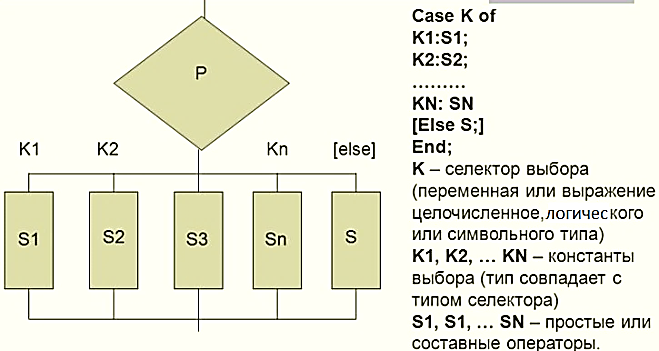 P
K1
K2
Kn
[else]
S1
S2
S3
Sn
S
Case K of
K1:S1;
K2:S2;
………
KN: SN
[Else S;]
End;
K – селектор выбора
(переменная или выражение
целочисленное,логического
или символьного типа)
K1, K2, … KN – константы
выбора (тип совпадает с
типом селектора)
S1, S1, … SN – простые или
составные операторы.